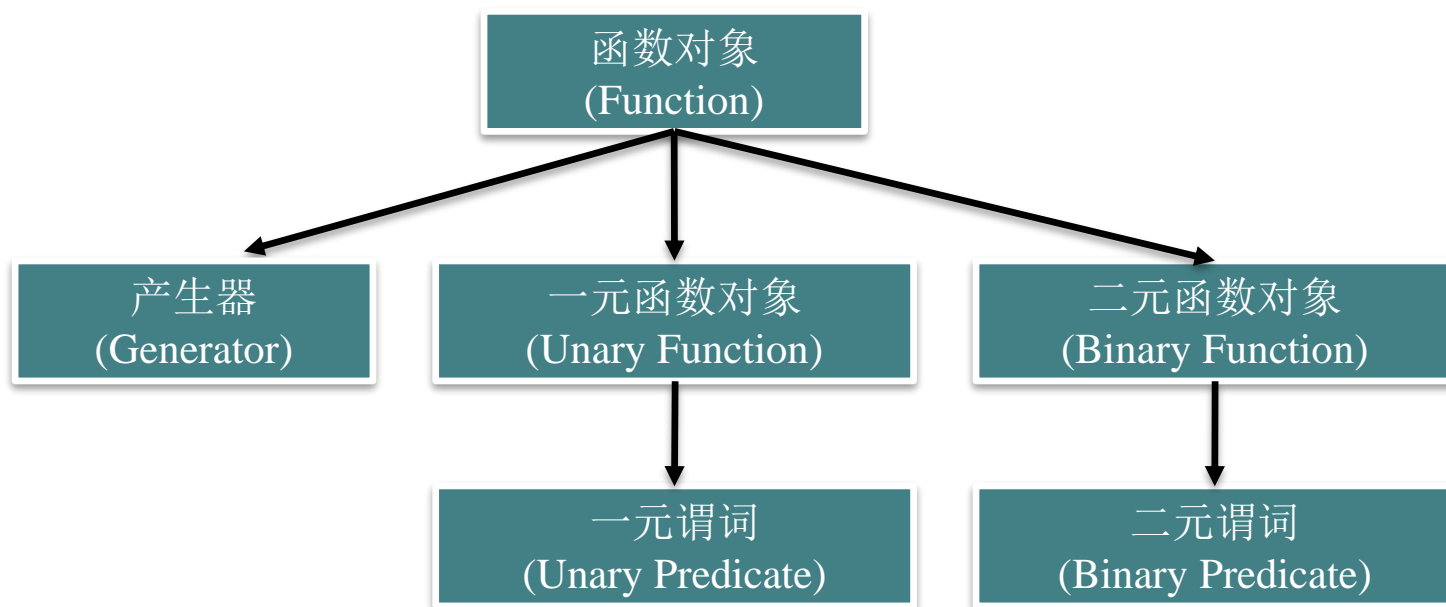 函数对象
(Function)
产生器
(Generator)
一元函数对象
(Unary Function)
二元函数对象
(Binary Function)
一元谓词
(Unary Predicate)
二元谓词
(Binary Predicate)